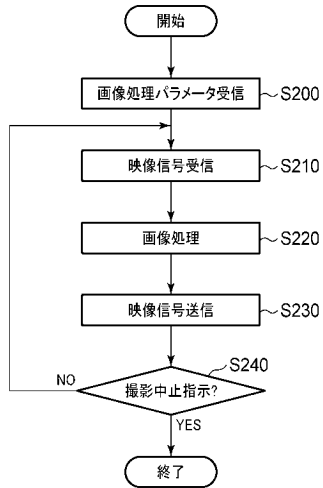 開始
画像処理パラメータ受信
S200
映像信号受信
S210
画像処理
S220
映像信号送信
S230
S240
撮影中止指示?
NO
YES
終了